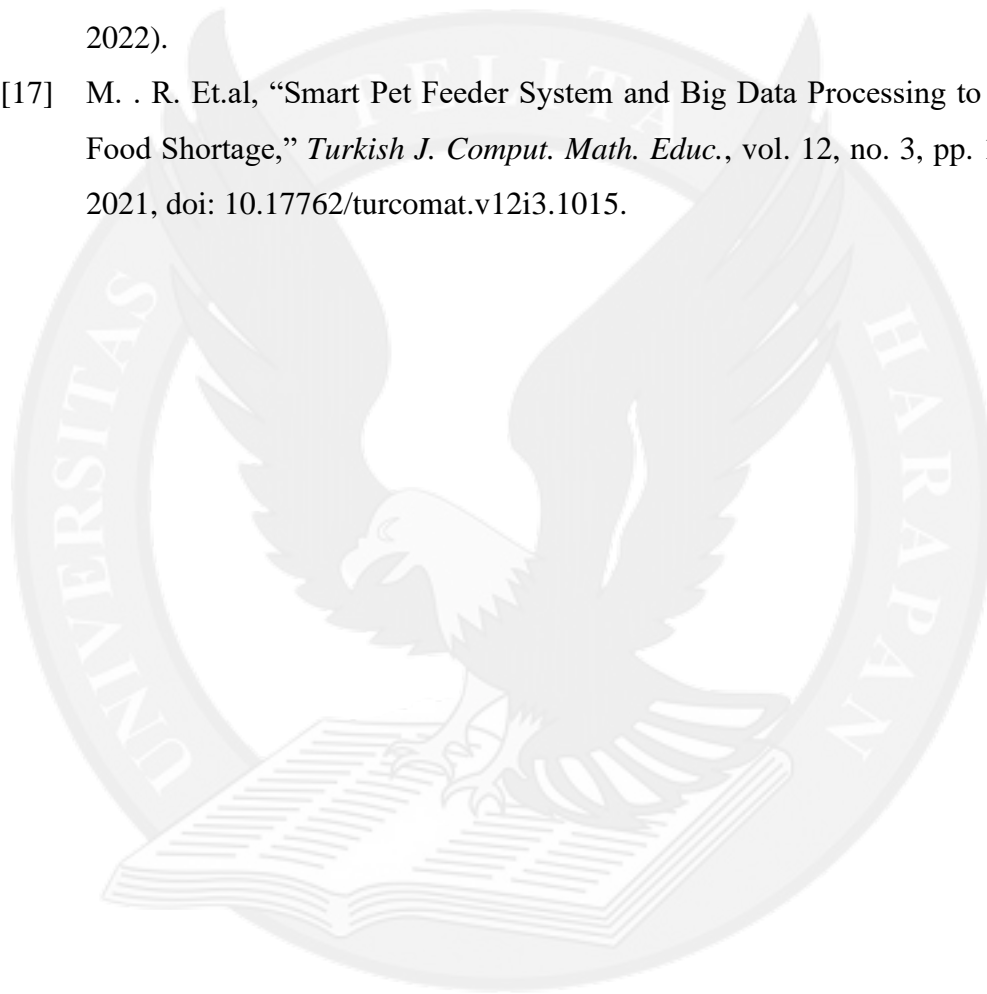 2022).
[17] M. . R. Et.al, “Smart Pet Feeder System and Big Data Processing to
Food Shortage,” Turkish J. Comput. Math. Educ., vol. 12, no. 3, pp.
2021, doi: 10.17762/turcomat.v12i3.1015.
UNIVERSITAS PELITA HARAPAN